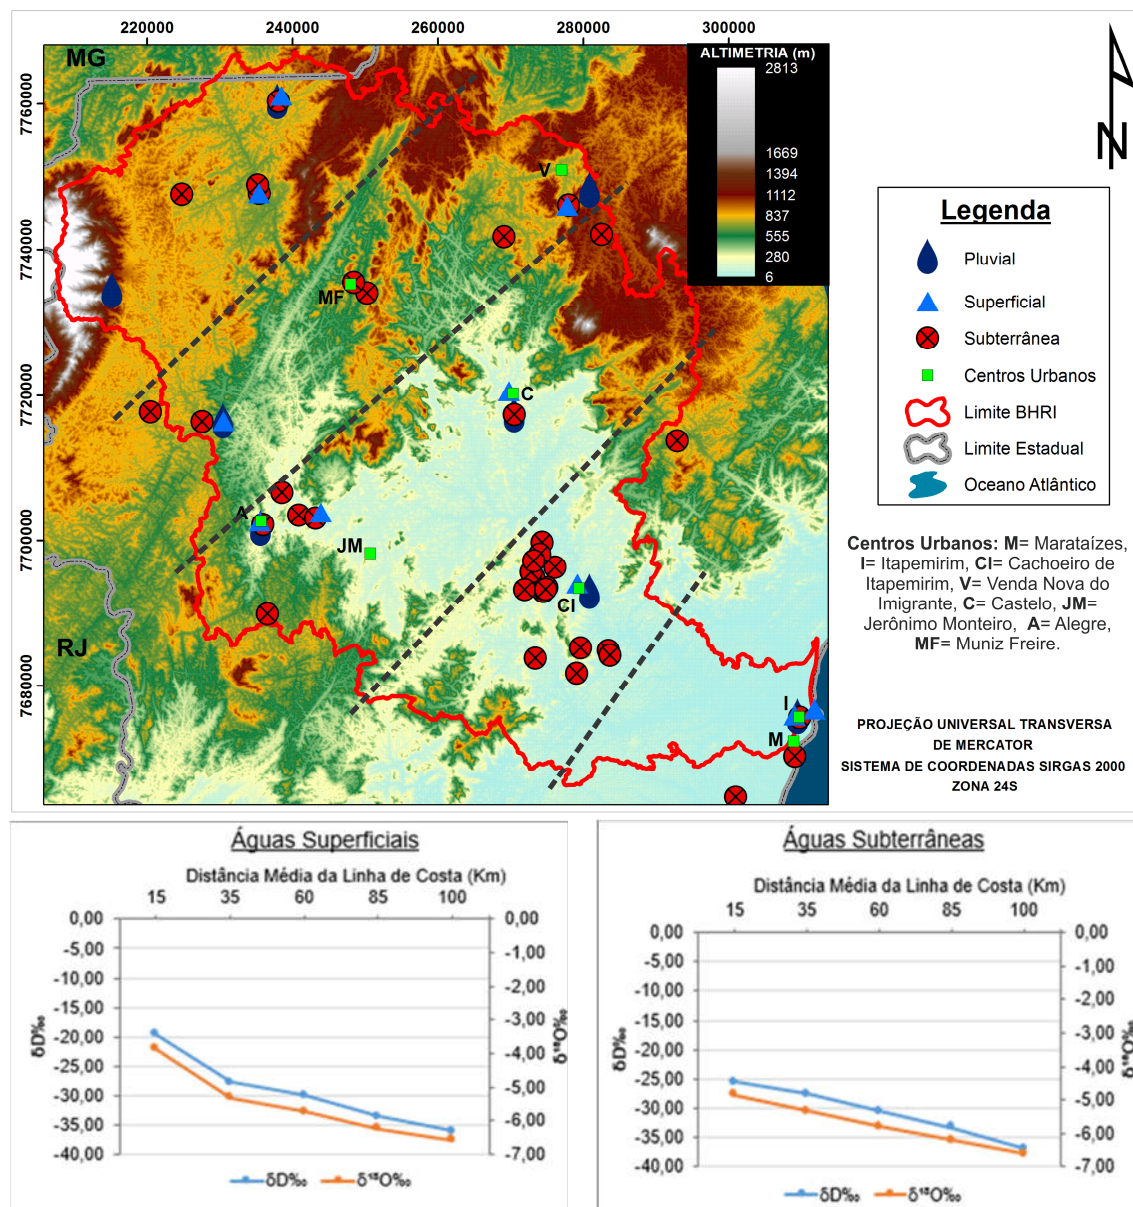 220000 240000 260000 280000 300000
MG
7760000
7740000
7720000
7700000
7680000
ALTIMETRIA (m)
2813
1669
1394
1112
837
555
280
6
V
MF
C
A
JM
CI
RJ
I
M
N
Legenda
Pluvial
Superficial
Subterrânea
Centros Urbanos
Limite BHRI
Limite Estadual
Oceano Atlântico
Centros Urbanos: M= Marataízes,
I= Itapemirim, CI= Cachoeiro de
Itapemirim, V= Venda Nova do
Imigrante, C= Castelo, JM=
Jerônimo Monteiro, A= Alegre,
MF= Muniz Freire.
PROJEÇÃO UNIVERSAL TRANSVERSA
DE MERCATOR
SISTEMA DE COORDENADAS SIRGAS 2000
ZONA 24S
Águas Superficiais
Distância Média da Linha de Costa (Km)
15 35 60 85 100
0,00 0,00
-5,00 -1,00
-10,00 -2,00
-15,00 -3,00
-20,00 -4,00
-25,00 -5,00
-30,00 -6,00
-35,00 -7,00
-40,00
δD‰
δ¹⁸O‰
δD‰ δ¹⁸O‰
Águas Subterrâneas
Distância Média da Linha de Costa (Km)
15 35 60 85 100
0,00 0,00
-5,00 -1,00
-10,00 -2,00
-15,00 -3,00
-20,00 -4,00
-25,00 -5,00
-30,00 -6,00
-35,00 -7,00
-40,00
δD‰
δ¹⁸O‰
δD‰ δ¹⁸O‰